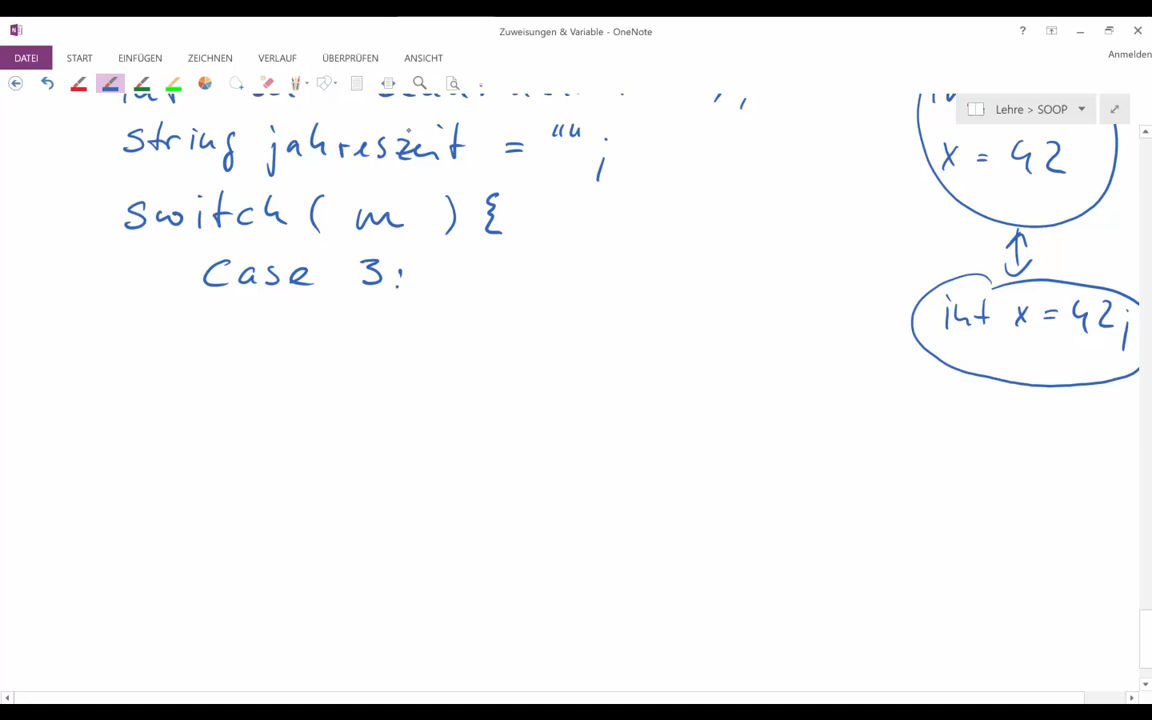 Zuweisungen & Variable - OneNote
?
DATEI START EINFÜGEN ZEICHNEN VERLAUF ÜBERPRÜFEN ANSICHT
Anmelden
Lehre > SOOP
string jahreszeit = "";
switch( m ) {
case 3:
x = 42
int x = 42;